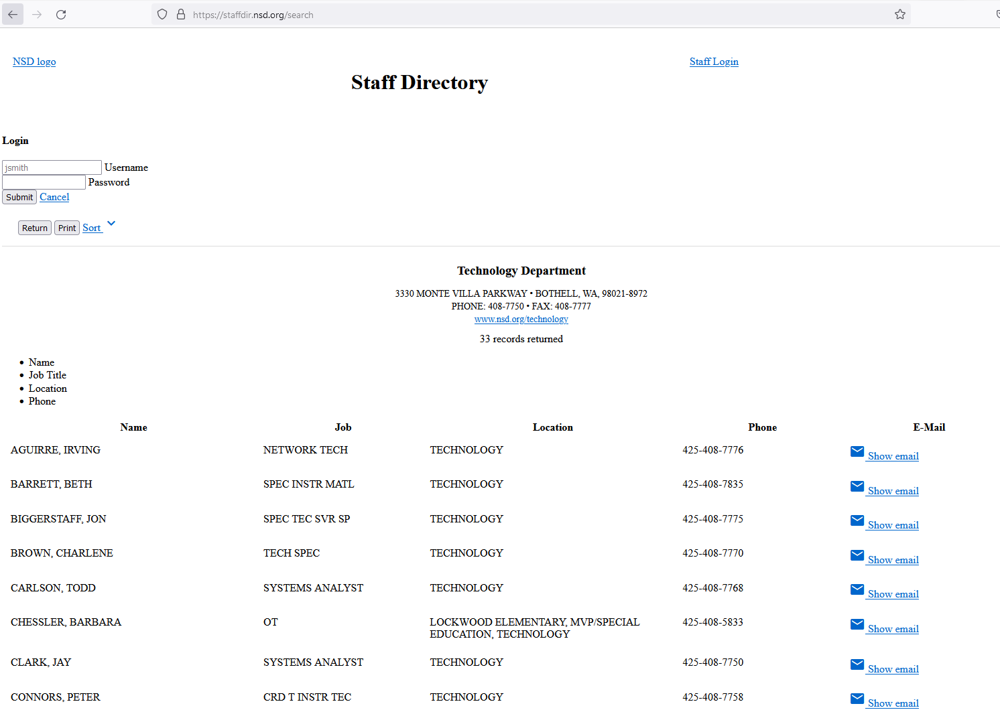 https://staffdir.nsd.org/search
NSD logo
Staff Login
Staff Directory
Login
jsmith Username
Password
Submit Cancel
Return Print Sort
Technology Department
3330 MONTE VILLA PARKWAY • BOTHELL, WA, 98021-8972
PHONE: 408-7750 • FAX: 408-7777
www.nsd.org/technology
33 records returned
• Name
• Job Title
• Location
• Phone
Name Job Location Phone E-Mail
AGUIRRE, IRVING NETWORK TECH TECHNOLOGY 425-408-7776 Show email
BARRETT, BETH SPEC INSTR MATL TECHNOLOGY 425-408-7835 Show email
BIGGERSTAFF, JON SPEC TEC SVR SP TECHNOLOGY 425-408-7775 Show email
BROWN, CHARLENE TECH SPEC TECHNOLOGY 425-408-7770 Show email
CARLSON, TODD SYSTEMS ANALYST TECHNOLOGY 425-408-7768 Show email
CHESSLER, BARBARA OT LOCKWOOD ELEMENTARY, MVP/SPECIAL 425-408-5833 Show email
EDUCATION, TECHNOLOGY
CLARK, JAY SYSTEMS ANALYST TECHNOLOGY 425-408-7750 Show email
CONNORS, PETER CRD T INSTR TEC TECHNOLOGY 425-408-7758 Show email